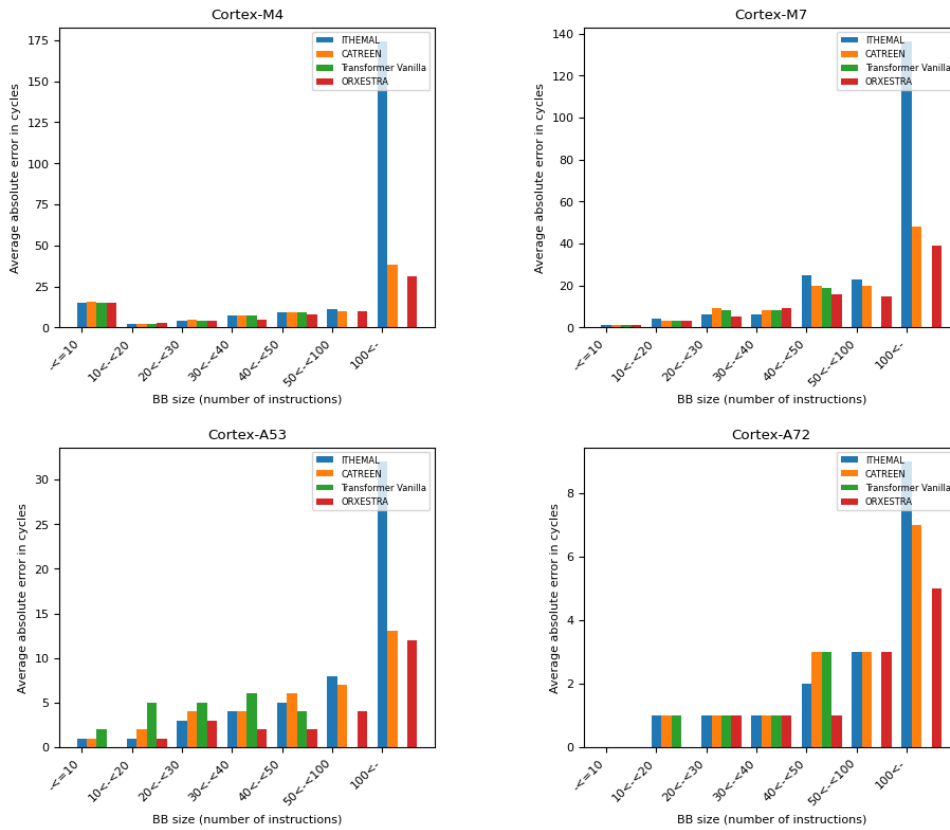 Cortex-M4
Average absolute error in cycles
175
150
125
100
75
50
25
0
ITHEMAL
CATREEN
Transformer Vanilla
ORXESTRA
-<=10
10<-<20
20<-<30
30<-<40
40<-<50
50<-<100
100<-
BB size (number of instructions)
Cortex-M7
Average absolute error in cycles
140
120
100
80
60
40
20
0
ITHEMAL
CATREEN
Transformer Vanilla
ORXESTRA
-<=10
10<-<20
20<-<30
30<-<40
40<-<50
50<-<100
100<-
BB size (number of instructions)
Cortex-A53
Average absolute error in cycles
30
25
20
15
10
5
0
ITHEMAL
CATREEN
Transformer Vanilla
ORXESTRA
-<=10
10<-<20
20<-<30
30<-<40
40<-<50
50<-<100
100<-
BB size (number of instructions)
Cortex-A72
Average absolute error in cycles
8
6
4
2
0
ITHEMAL
CATREEN
Transformer Vanilla
ORXESTRA
-<=10
10<-<20
20<-<30
30<-<40
40<-<50
50<-<100
100<-
BB size (number of instructions)